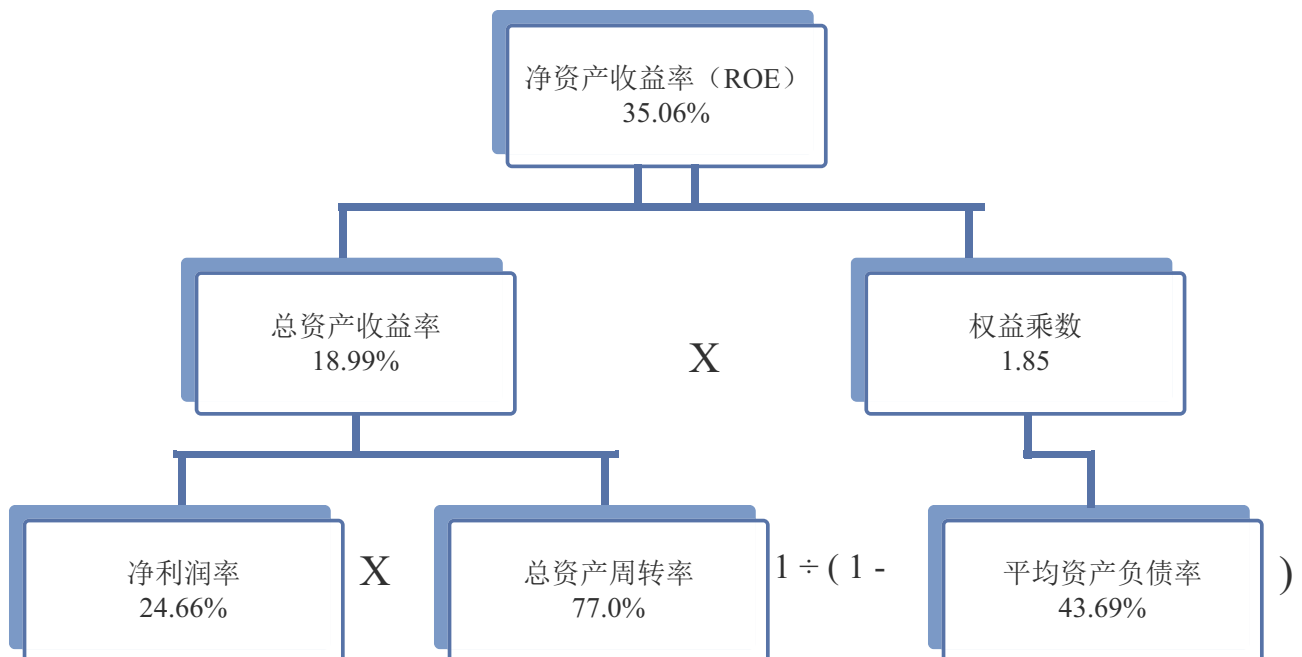 净资产收益率（ROE）
35.06%
总资产收益率
18.99%
X
权益乘数
1.85
净利润率
24.66%
X
总资产周转率
77.0%
1 ÷ ( 1 -
平均资产负债率
43.69%
)